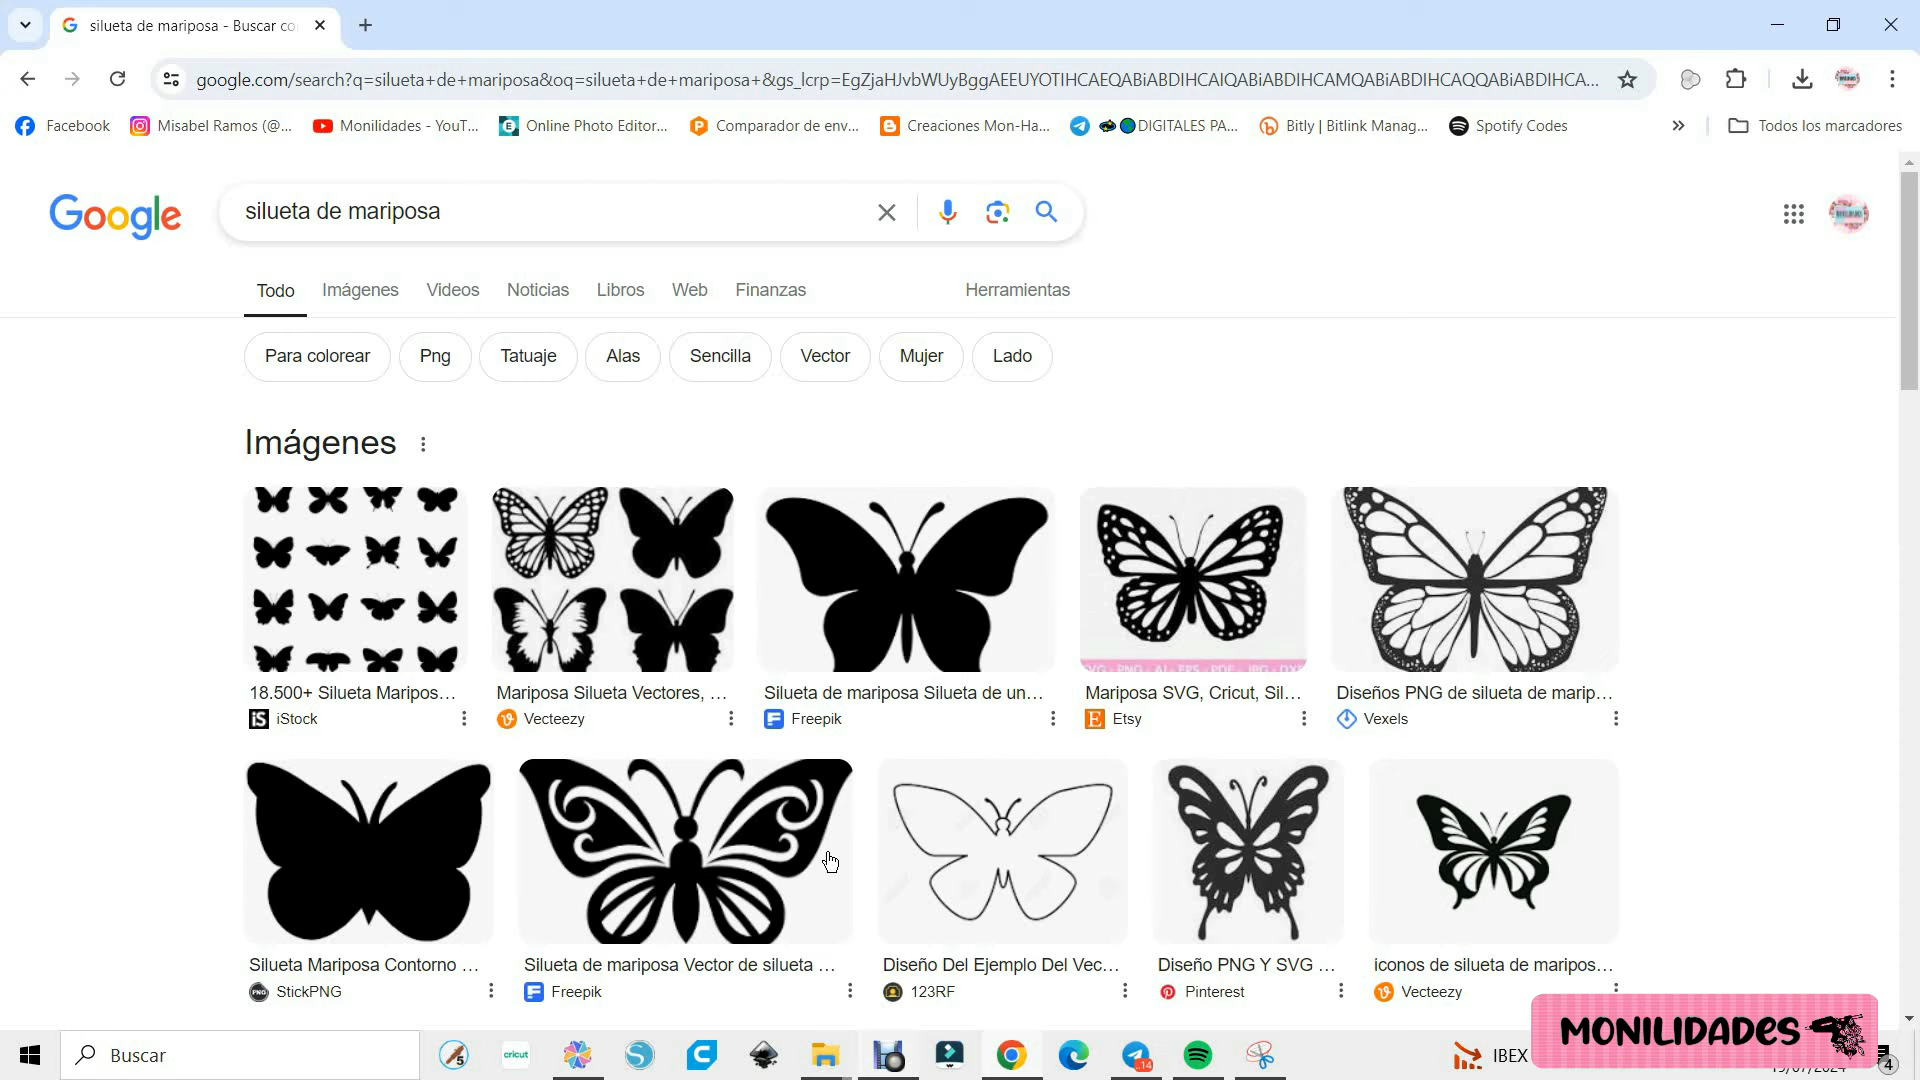 silueta de mariposa - Buscar co
google.com/search?q=silueta+de+mariposa&oq=silueta+de+mariposa+&gs_lcrp=EgZjaHJvbWUyBggAEEUYOTIHCAEQABiABDIHCAIQABiABDIHCAMQABiABDIHCAQQABiABDIHCA...
Facebook
Misabel Ramos (@...
Monilidades - YouT...
Online Photo Editor...
Comparador de env...
Creaciones Mon-Ha...
DIGITALES PA...
Bitly | Bitlink Manag...
Spotify Codes
Todos los marcadores
Google
silueta de mariposa
Todo
Imágenes
Videos
Noticias
Libros
Web
Finanzas
Herramientas
Para colorear
Png
Tatuaje
Alas
Sencilla
Vector
Mujer
Lado
Imágenes
18.500+ Silueta Maripos...
iStock
Mariposa Silueta Vectores, ...
Vecteezy
Silueta de mariposa Silueta de un...
Freepik
Mariposa SVG, Cricut, Sil...
Etsy
Diseños PNG de silueta de marip...
Vexels
Silueta Mariposa Contorno ...
StickPNG
Silueta de mariposa Vector de silueta ...
Freepik
Diseño Del Ejemplo Del Vec...
123RF
Diseño PNG Y SVG ...
Pinterest
iconos de silueta de maripos...
Vecteezy
MONILIDADES
Buscar
cricut
IBEX
4